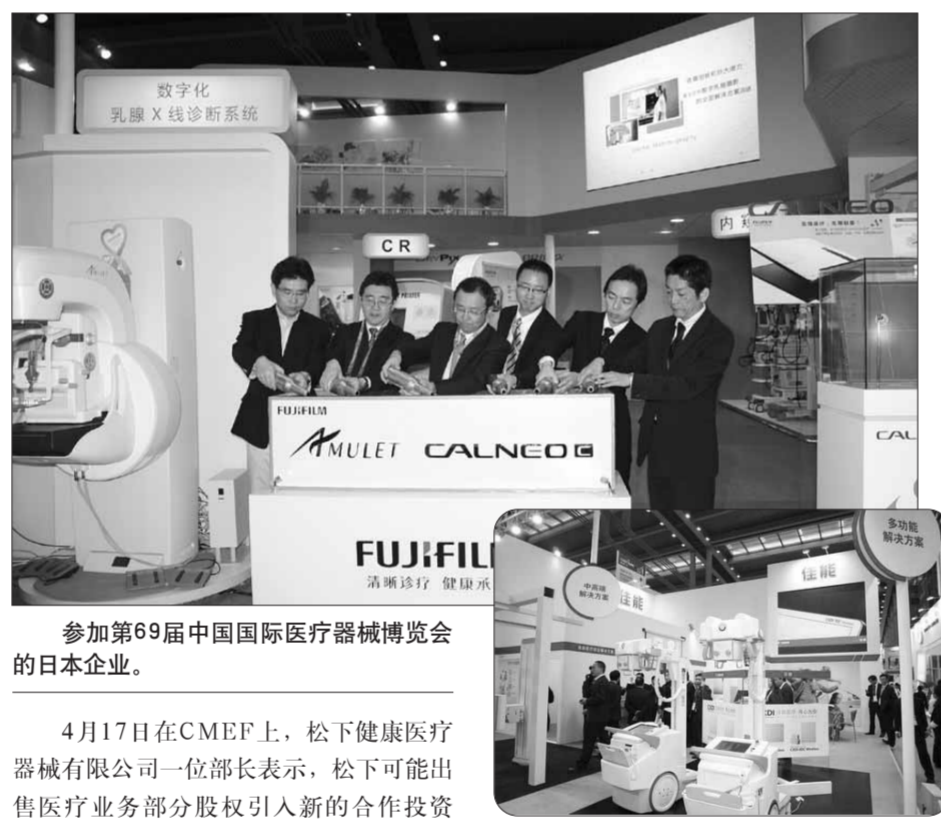 数字化
乳腺X线诊断系统
CR
内
CALNEO
AMULET
FUJIFILM
AMULET CALNEO C
CAL
FUJIFIL
清晰诊疗 健康承
多功能
解决方案
中高端
解决方案
佳能
佳能
参加第69届中国国际医疗器械博览会
的日本企业。
4月17日在CMEF上，松下健康医疗
器械有限公司一位部长表示，松下可能出
售医疗业务部分股权引入新的合作投资